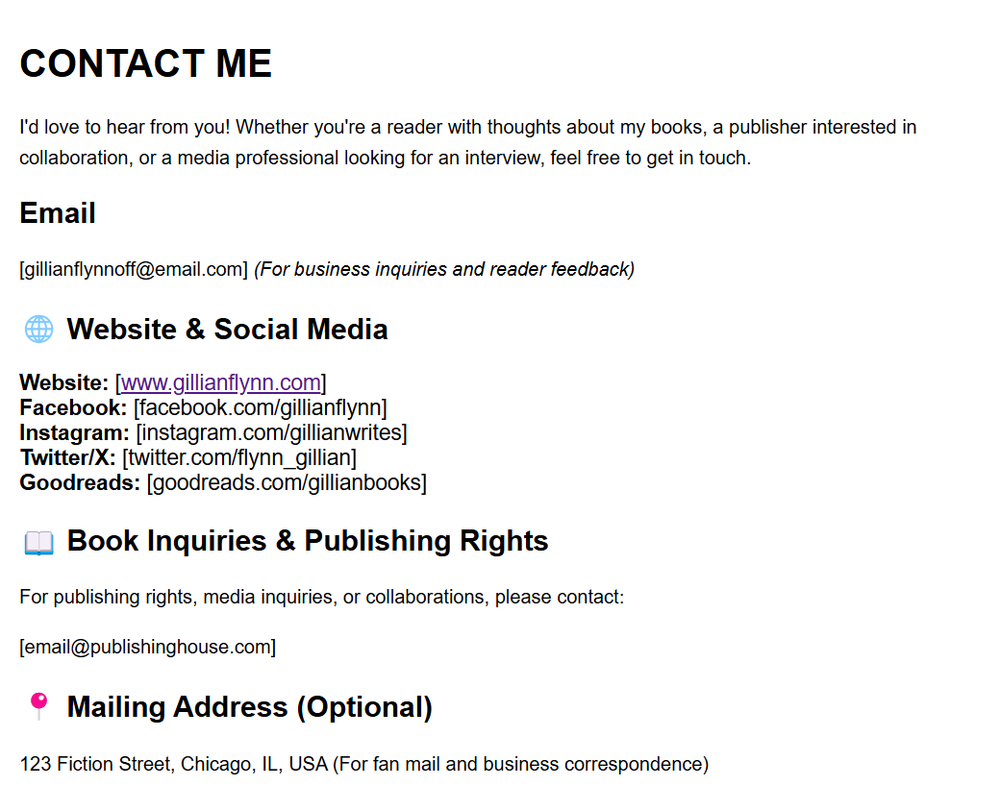 CONTACT ME
I'd love to hear from you! Whether you're a reader with thoughts about my books, a publisher interested in
collaboration, or a media professional looking for an interview, feel free to get in touch.
Email
[gillianflynnoff@email.com] (For business inquiries and reader feedback)
🌐 Website & Social Media
Website: [www.gillianflynn.com]
Facebook: [facebook.com/gillianflynn]
Instagram: [instagram.com/gillianwrites]
Twitter/X: [twitter.com/flynn_gillian]
Goodreads: [goodreads.com/gillianbooks]
📖 Book Inquiries & Publishing Rights
For publishing rights, media inquiries, or collaborations, please contact:
[email@publishinghouse.com]
📍 Mailing Address (Optional)
123 Fiction Street, Chicago, IL, USA (For fan mail and business correspondence)